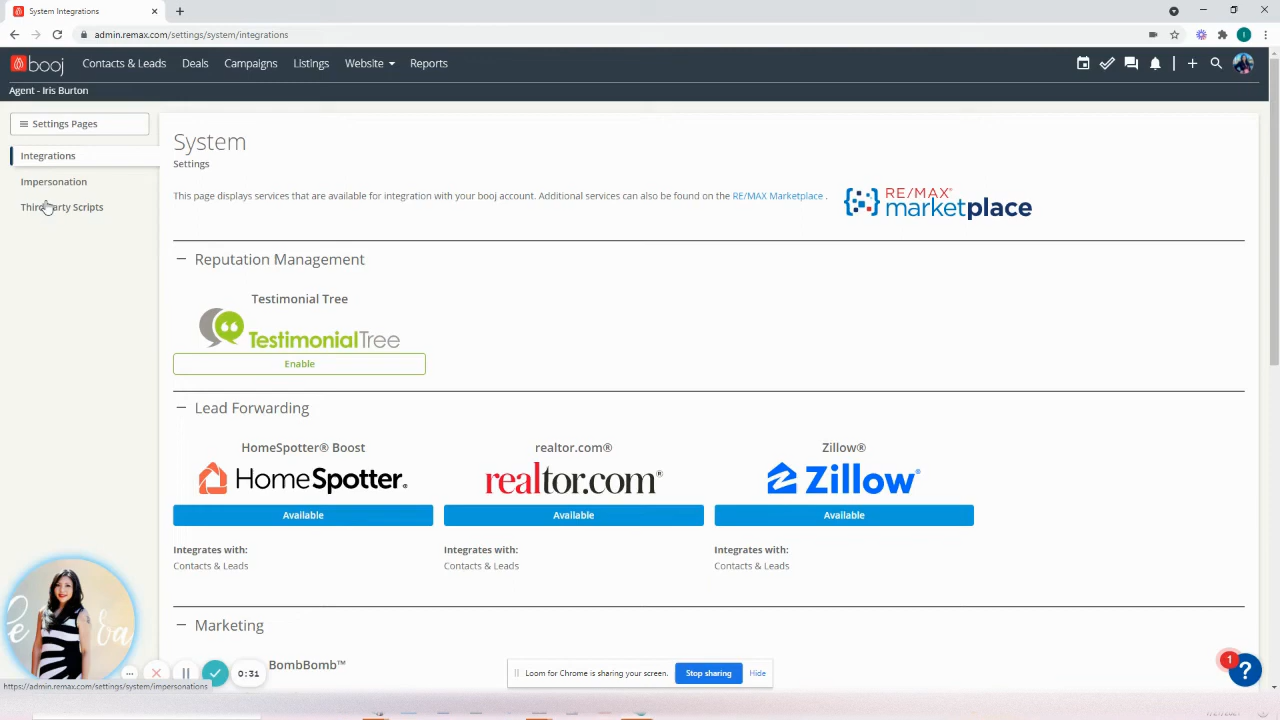 System Integrations
admin.remax.com/settings/system/integrations
booj Contacts & Leads Deals Campaigns Listings Website Reports
Agent - Iris Burton
Settings Pages
Integrations
Impersonation
Third Party Scripts
System
Settings
This page displays services that are available for integration with your booj account. Additional services can also be found on the RE/MAX Marketplace .
RE/MAX®
marketplace
Reputation Management
Testimonial Tree
TestimonialTree
Enable
Lead Forwarding
HomeSpotter® Boost realtor.com® Zillow®
HomeSpotter® realtor.com® Zillow®
Available Available Available
Integrates with: Integrates with: Integrates with:
Contacts & Leads Contacts & Leads Contacts & Leads
Marketing
BombBomb™
0:31
Loom for Chrome is sharing your screen. Stop sharing Hide
1
?
https://admin.remax.com/settings/system/impersonations